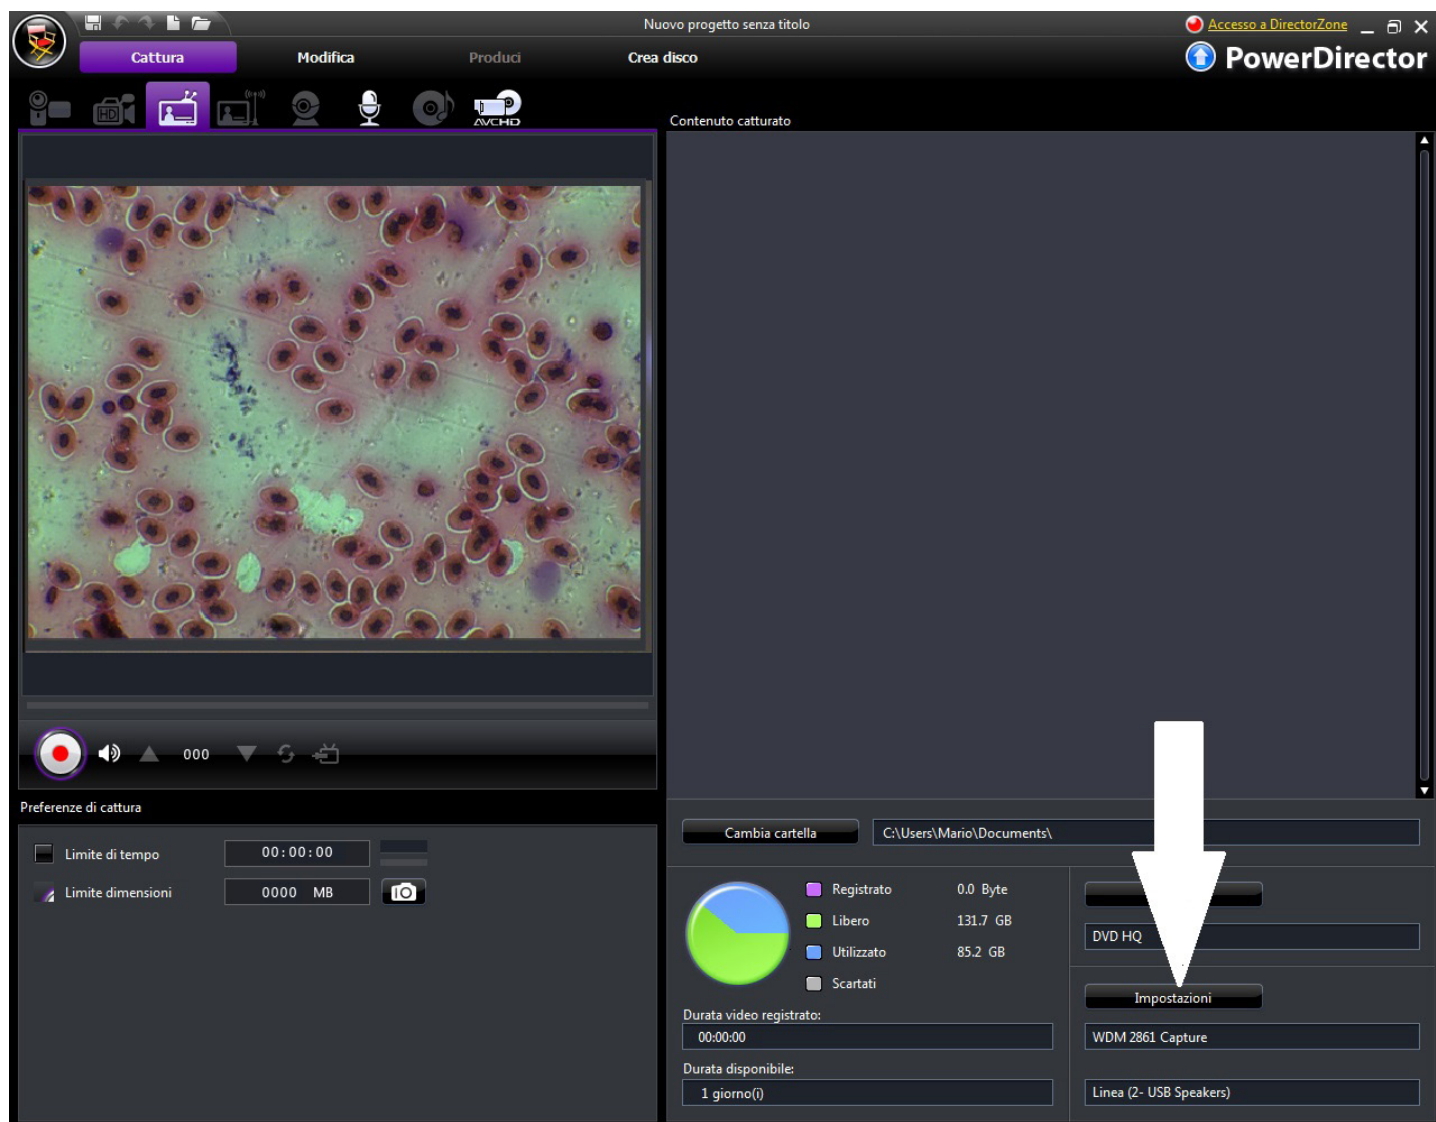 Nuovo progetto senza titolo
Accesso a DirectorZone
Cattura
Modifica
Produci
Crea disco
PowerDirector
HD
AVCHD
Contenuto catturato
000
Preferenze di cattura
Limite di tempo
00:00:00
Limite dimensioni
0000 MB
Cambia cartella
C:\Users\Mario\Documents\
Registrato 0.0 Byte
Libero 131.7 GB
Utilizzato 85.2 GB
Scartati
Durata video registrato:
00:00:00
Durata disponibile:
1 giorno(i)
DVD HQ
Impostazioni
WDM 2861 Capture
Linea (2- USB Speakers)